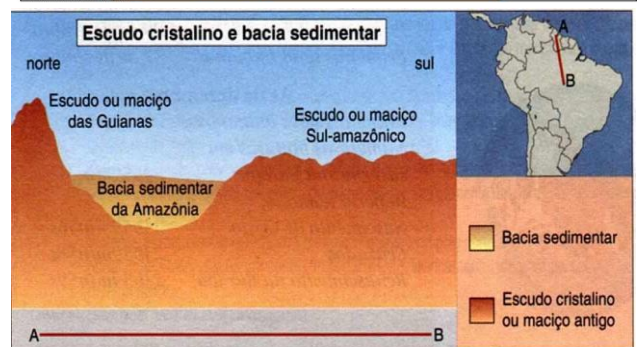 Escudo cristalino e bacia sedimentar
norte
sul
Escudo ou maciço
das Guianas
Escudo ou maciço
Sul-amazônico
Bacia sedimentar
da Amazônia
A
B
A
B
Bacia sedimentar
Escudo cristalino
ou maciço antigo